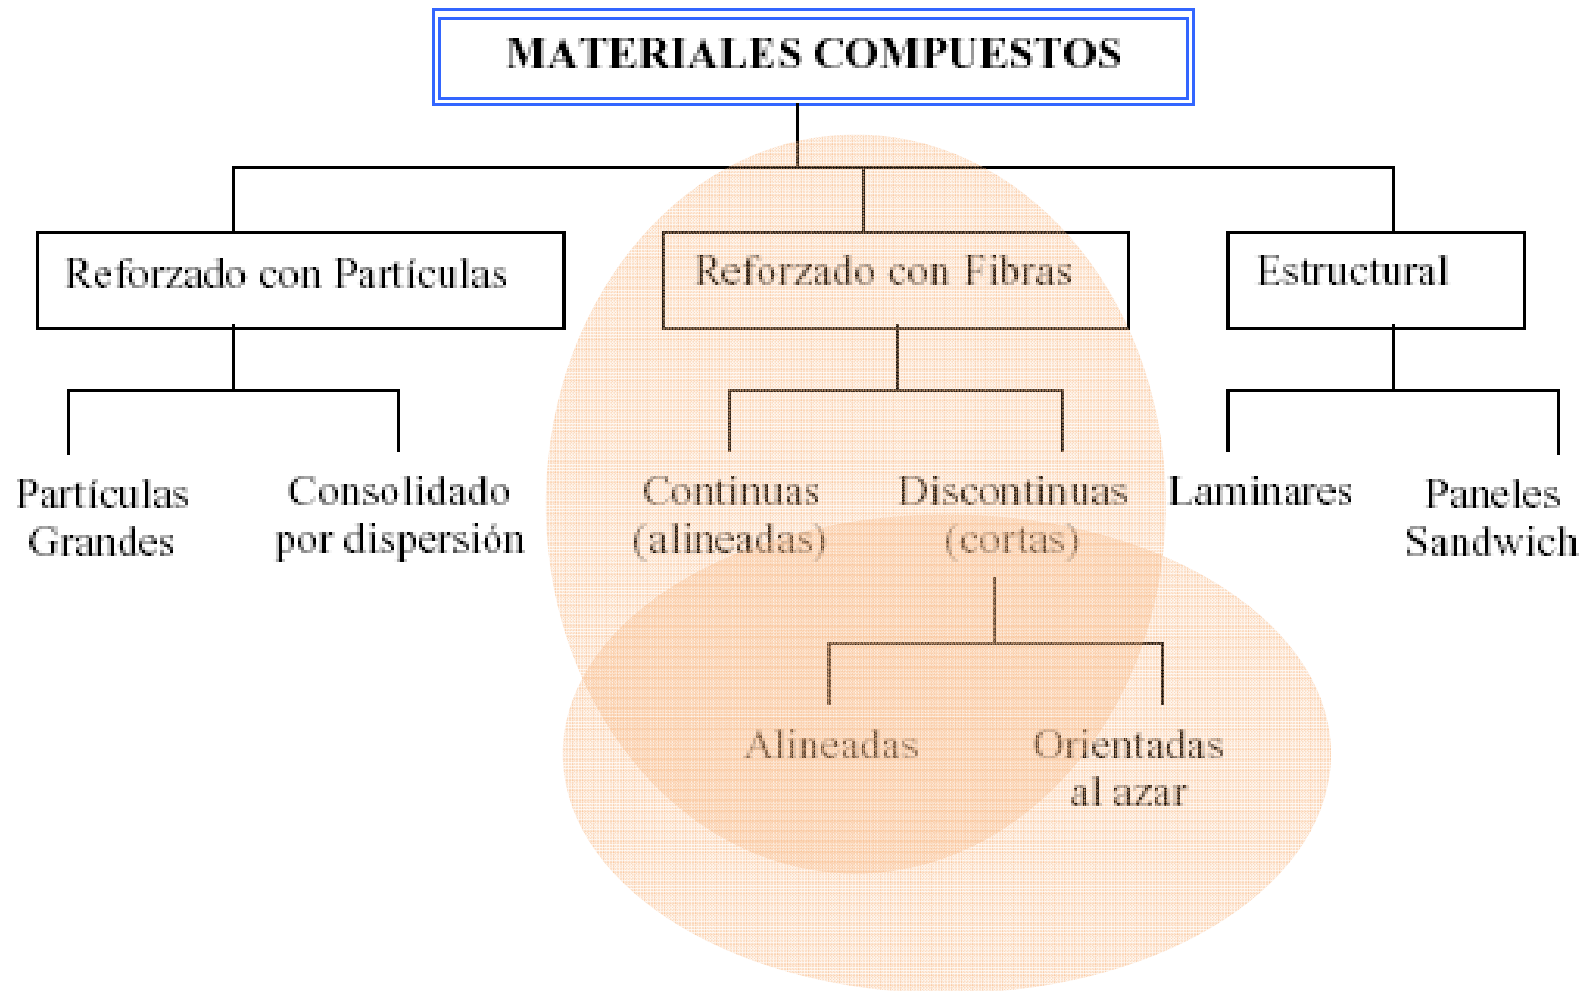 MATERIALES COMPUESTOS
Reforzado con Partículas
Reforzado con Fibras
Estructural
Partículas
Grandes
Consolidado
por dispersión
Continuas
(alineadas)
Discontinuas
(cortas)
Laminares
Paneles
Sandwich
Alineadas
Orientadas
al azar